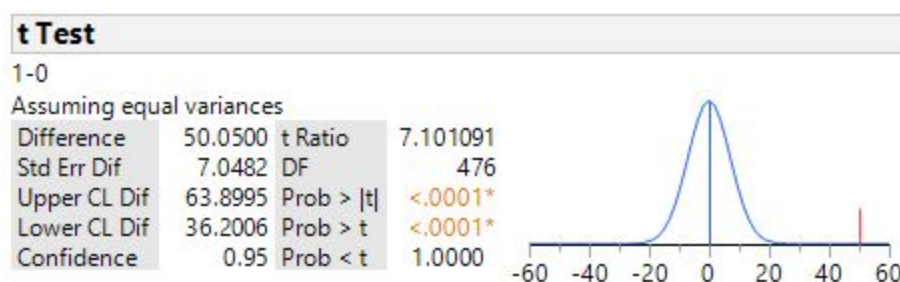 t Test
1-0
Assuming equal variances
Difference 50.0500 t Ratio 7.101091
Std Err Dif 7.0482 DF 476
Upper CL Dif 63.8995 Prob > |t| <.0001*
Lower CL Dif 36.2006 Prob > t <.0001*
Confidence 0.95 Prob < t 1.0000
-60 -40 -20 0 20 40 60